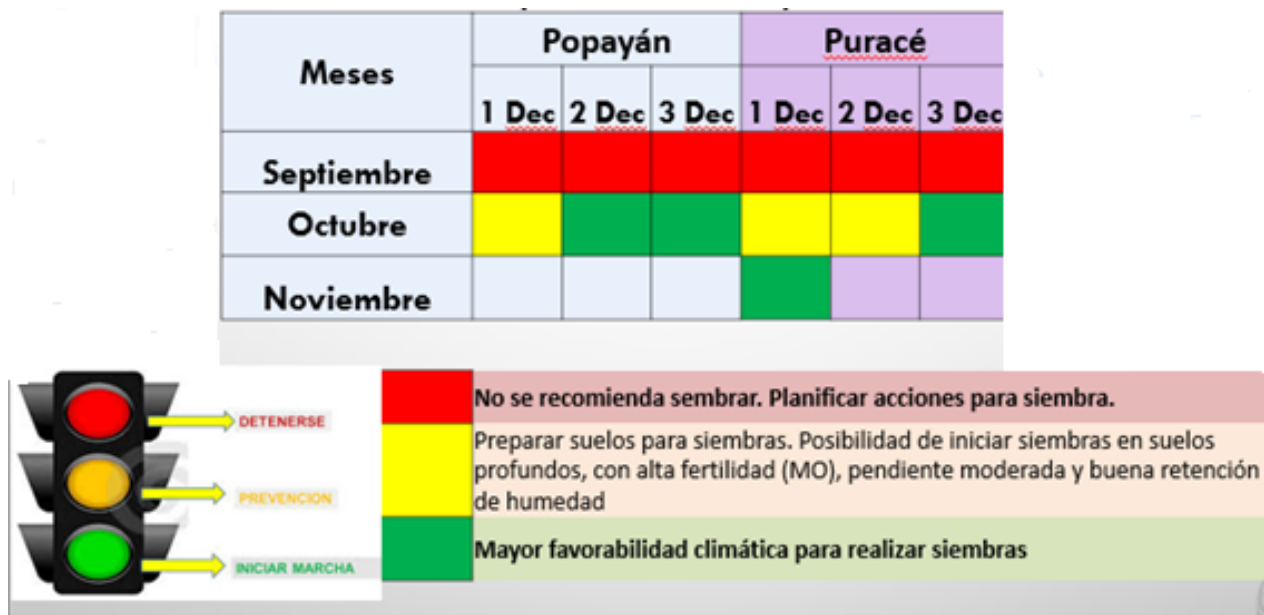 Meses
Popayán Puracé
1 Dec 2 Dec 3 Dec 1 Dec 2 Dec 3 Dec
Septiembre
Octubre
Noviembre
DETENERSE
PREVENCION
INICIAR MARCHA
No se recomienda sembrar. Planificar acciones para siembra.
Preparar suelos para siembras. Posibilidad de iniciar siembras en suelos
profundos, con alta fertilidad (MO), pendiente moderada y buena retención
de humedad
Mayor favorabilidad climática para realizar siembras